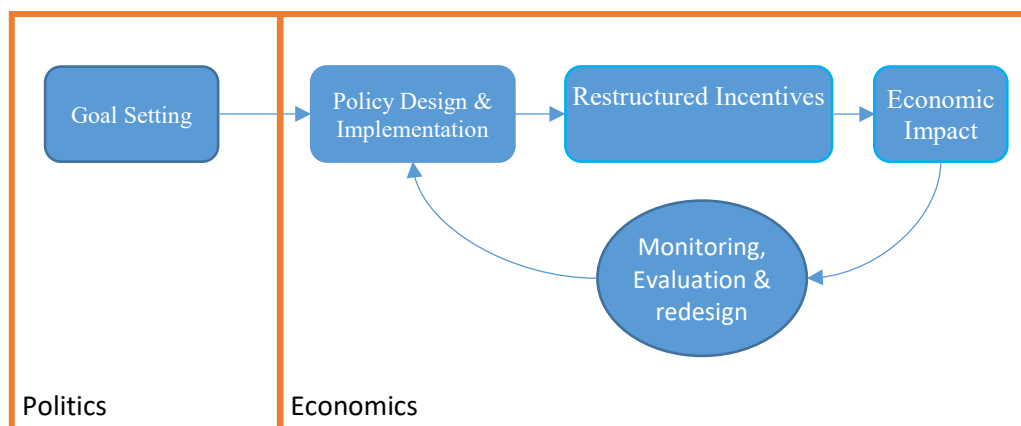 Goal Setting
Policy Design &
Implementation
Restructured Incentives
Economic
Impact
Monitoring,
Evaluation &
redesign
Politics
Economics